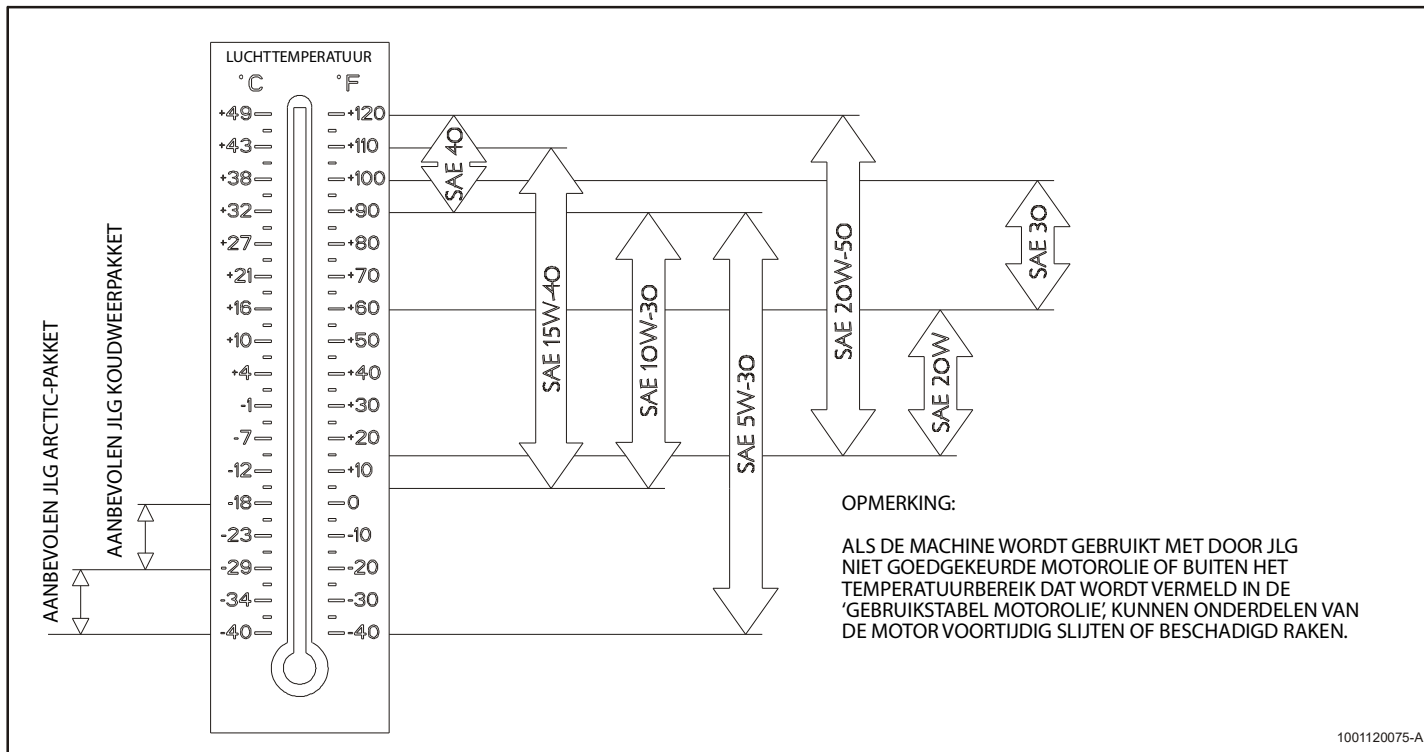 LUCHTTEMPERATUUR
°C °F
+49 +120
+43 +110
+38 +100
+32 +90
+27 +80
+21 +70
+16 +60
+10 +50
+4 +40
-1 +30
-7 +20
-12 +10
-18 0
-23 -10
-29 -20
-34 -30
-40 -40
AANBEVOLEN JLG ARCTIC-PAKKET
AANBEVOLEN JLG KOUDWEERPAKKET
SAE 40
SAE 15W-40
SAE 10W-30
SAE 5W-30
SAE 20W-50
SAE 20W
SAE 30
OPMERKING:
ALS DE MACHINE WORDT GEBRUIKT MET DOOR JLG
NIET GOEDGEKEURDE MOTOROLIE OF BUITEN HET
TEMPERATUURBEREIK DAT WORDT VERMELD IN DE
‘GEBRUIKSTABEL MOTOROLIE’, KUNNEN ONDERDELEN VAN
DE MOTOR VOORTIJDIG SLIJTEN OF BESCHADIGD RAKEN.
1001120075-A